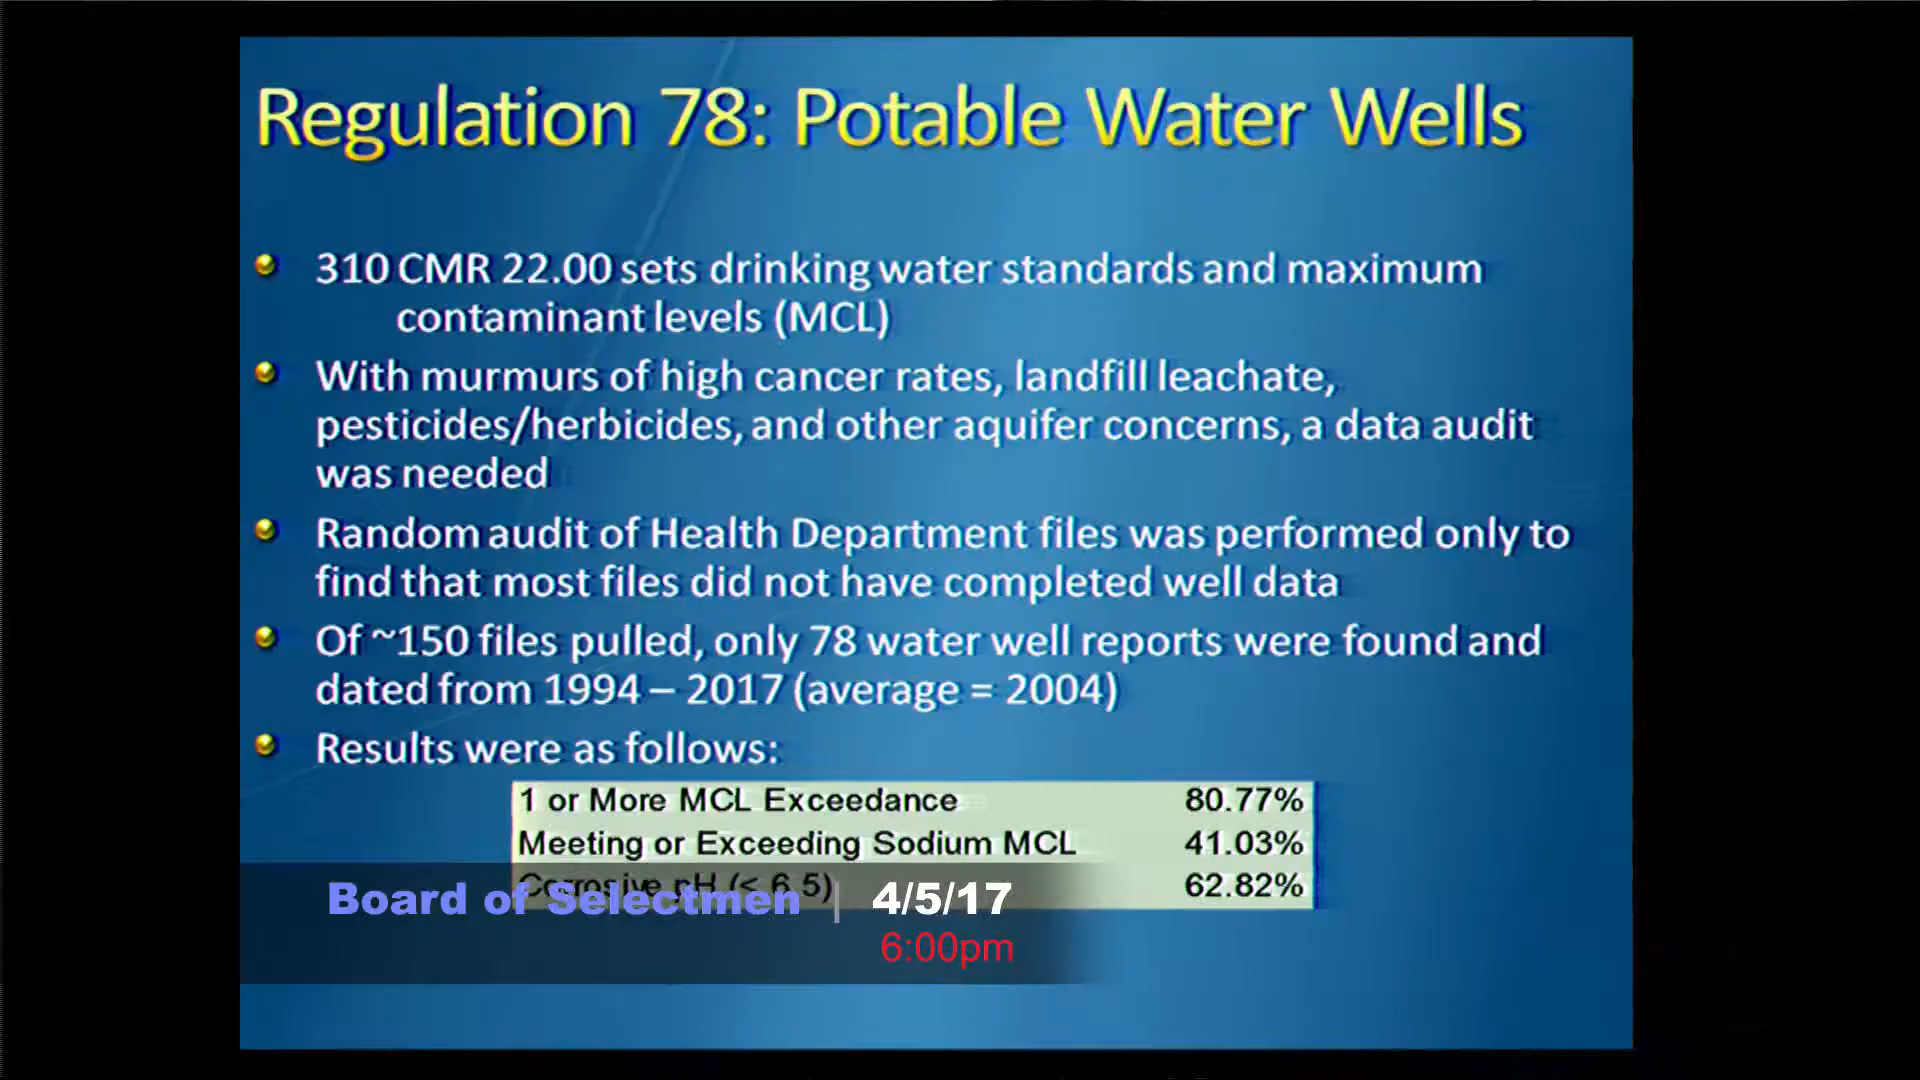 Regulation 78: Potable Water Wells
310 CMR 22.00 sets drinking water standards and maximum
contaminant levels (MCL)
With murmurs of high cancer rates, landfill leachate,
pesticides/herbicides, and other aquifer concerns, a data audit
was needed
Random audit of Health Department files was performed only to
find that most files did not have completed well data
Of ~150 files pulled, only 78 water well reports were found and
dated from 1994 – 2017 (average = 2004)
Results were as follows:
1 or More MCL Exceedance 80.77%
Meeting or Exceeding Sodium MCL 41.03%
Corrosive pH (< 6.5) 62.82%
Board of Selectmen | 4/5/17
6:00pm